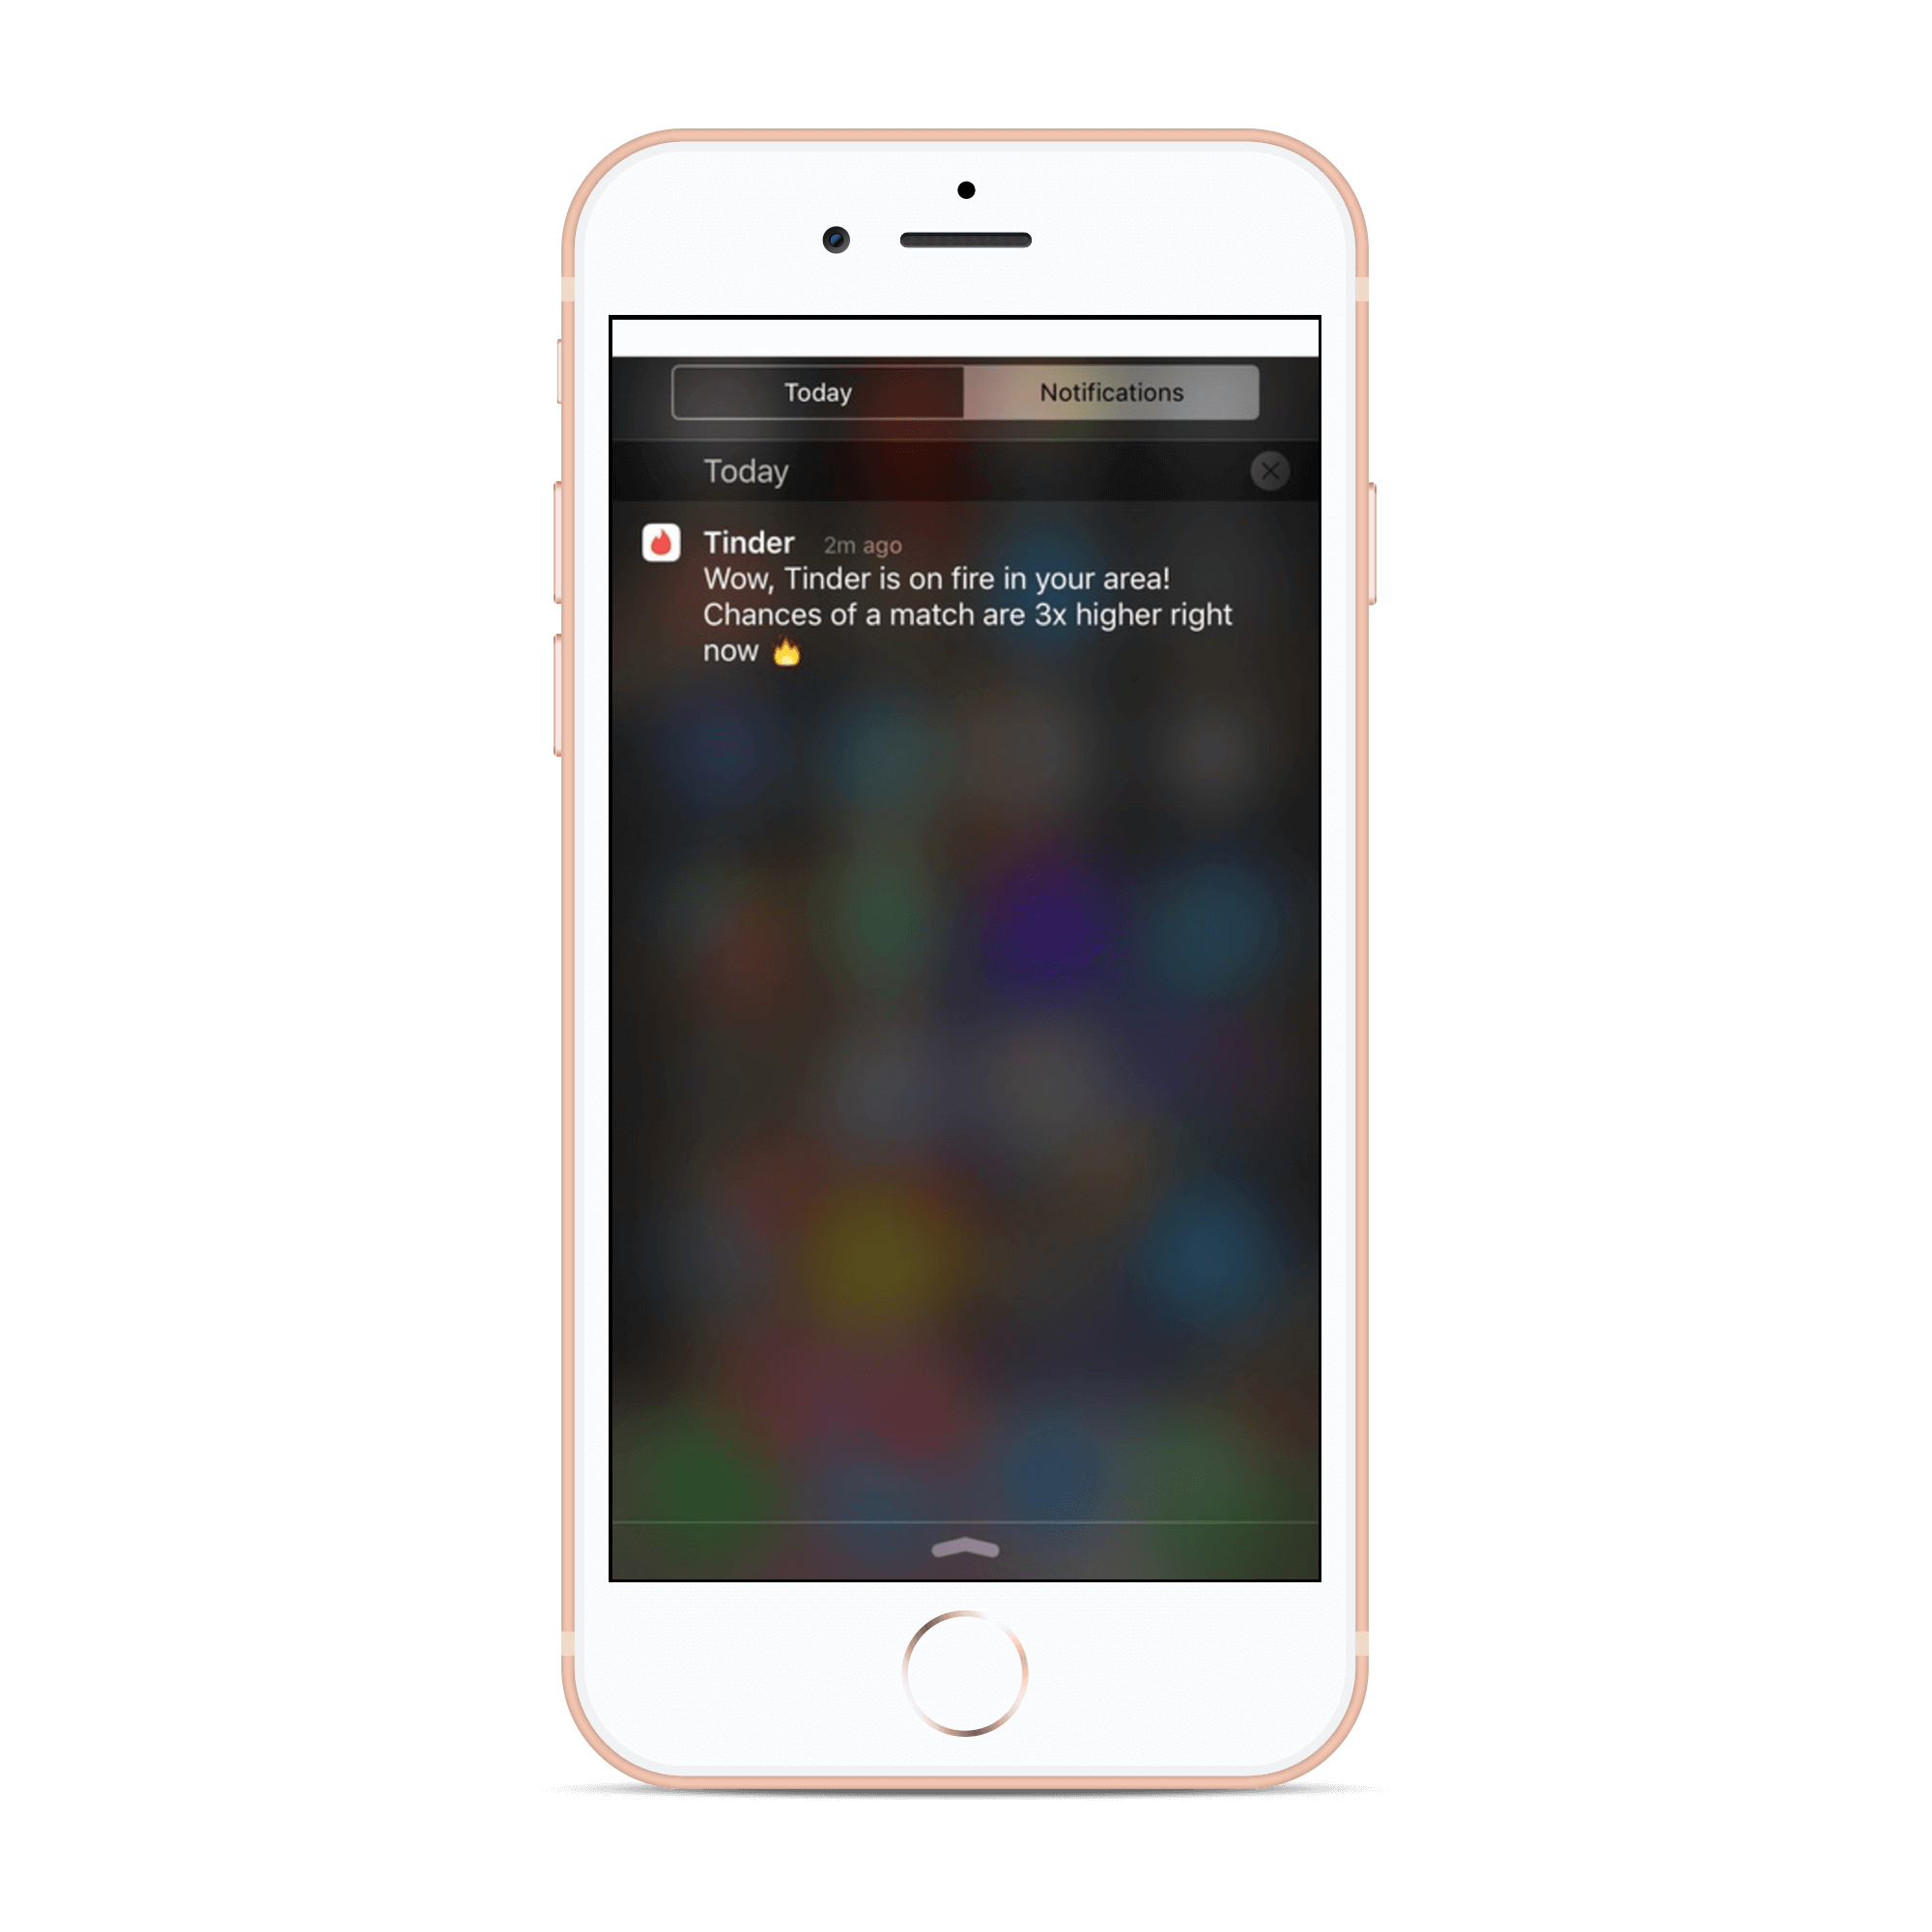 Today Notifications
Today
Tinder 2m ago
Wow, Tinder is on fire in your area!
Chances of a match are 3x higher right
now 🔥